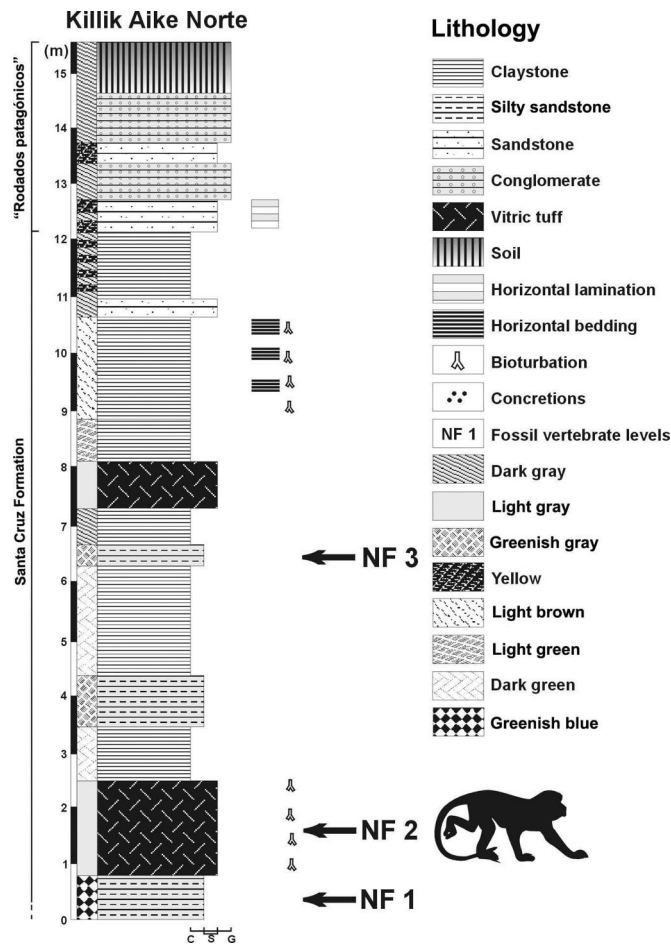 Killik Aike Norte
(m)
15
14
13
12
11
10
9
8
7
6
5
4
3
2
1
0
"Rodados patagónicos"
Santa Cruz Formation
NF 3
NF 2
NF 1
C S G
Lithology
Claystone
Silty sandstone
Sandstone
Conglomerate
Vitric tuff
Soil
Horizontal lamination
Horizontal bedding
Bioturbation
Concretions
NF 1 Fossil vertebrate levels
Dark gray
Light gray
Greenish gray
Yellow
Light brown
Light green
Dark green
Greenish blue